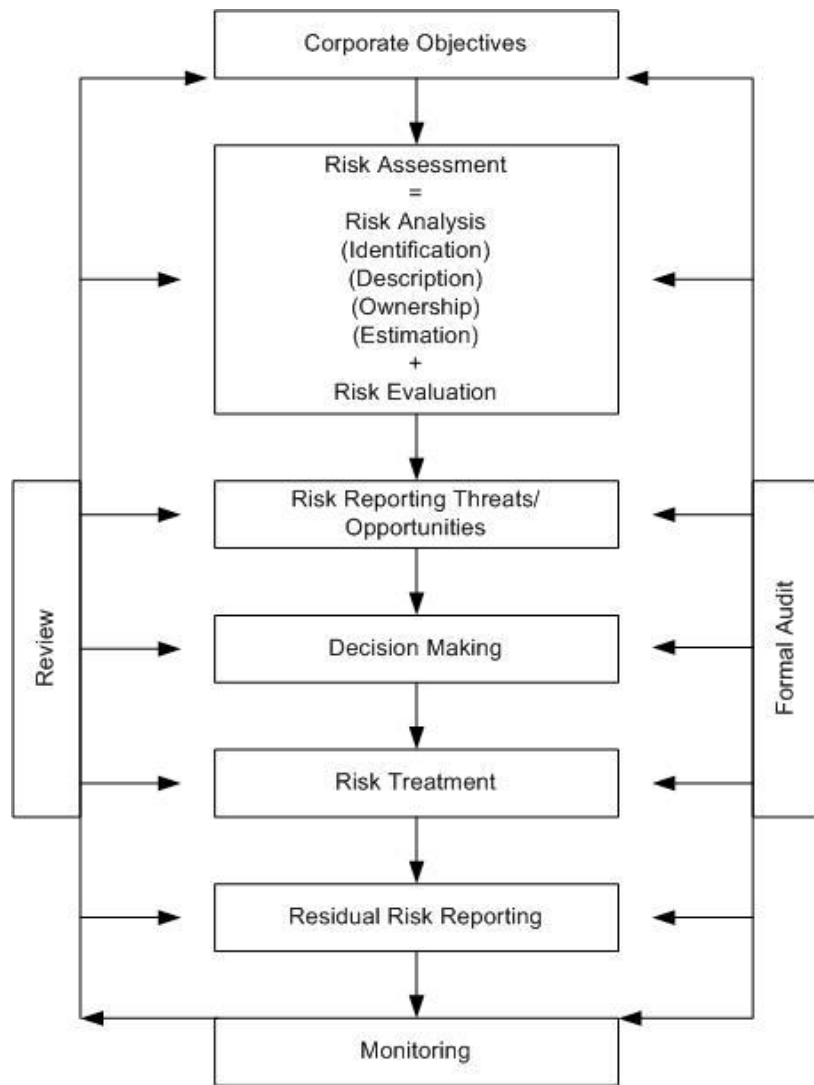 Corporate Objectives
Risk Assessment
=
Risk Analysis
(Identification)
(Description)
(Ownership)
(Estimation)
+
Risk Evaluation
Risk Reporting Threats/
Opportunities
Decision Making
Risk Treatment
Residual Risk Reporting
Monitoring
Review
Formal Audit